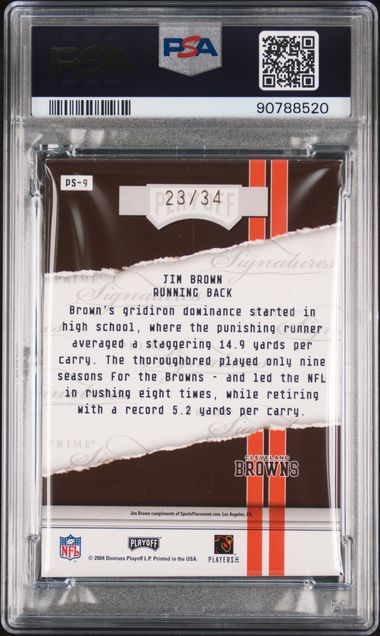 PSA
PSA
90788520
PS-9
23/34
PLAYOFF
Signatures
JIM BROWN
RUNNING BACK
Brown's gridiron dominance started in
high school, where the punishing runner
averaged a staggering 14.9 yards per
carry. The thoroughbred played only nine
seasons For the Browns - and led the NFL
in rushing eight times, while retiring
with a record 5.2 yards per carry.
PRIME
Signatures
CLEVELAND
BROWNS
Jim Brown compliments of SportsPlacement.com, Los Angeles, CA.
NFL
PLAYOFF
PLAYERS INC
© 2004 Donruss Playoff L.P. Printed in the USA